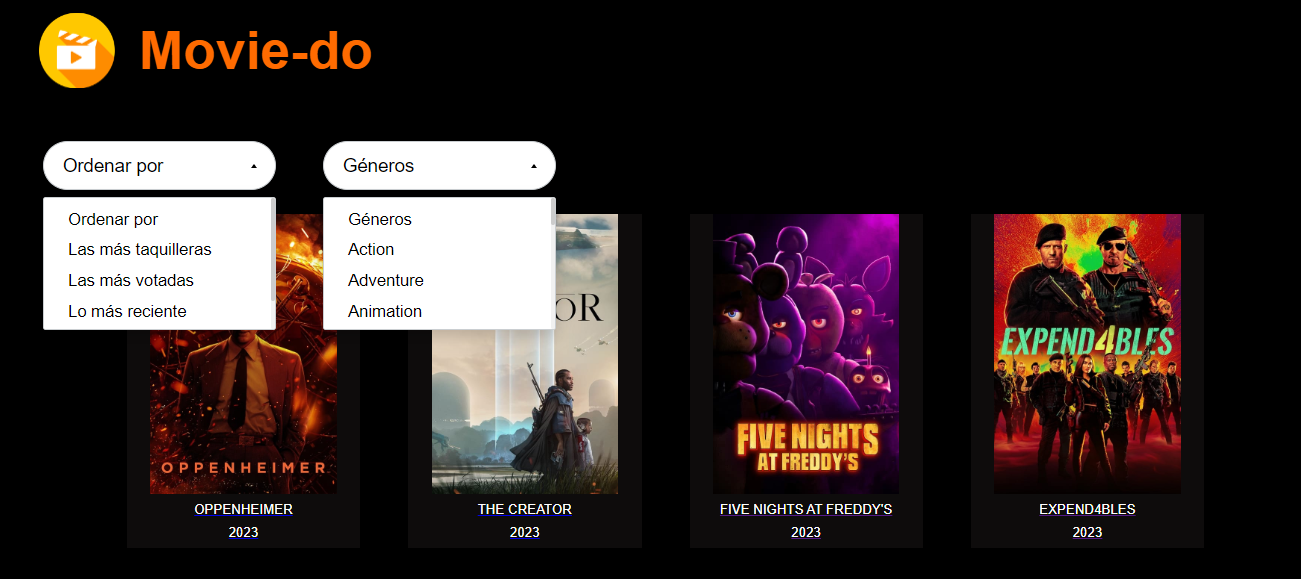 Movie-do
Ordenar por
Géneros
Ordenar por
Las más taquilleras
Las más votadas
Lo más reciente
Géneros
Action
Adventure
Animation
OR
OPPENHEIMER
FIVE NIGHTS
AT FREDDY'S
EXPEND4BLES
OPPENHEIMER
2023
THE CREATOR
2023
FIVE NIGHTS AT FREDDY'S
2023
EXPEND4BLES
2023